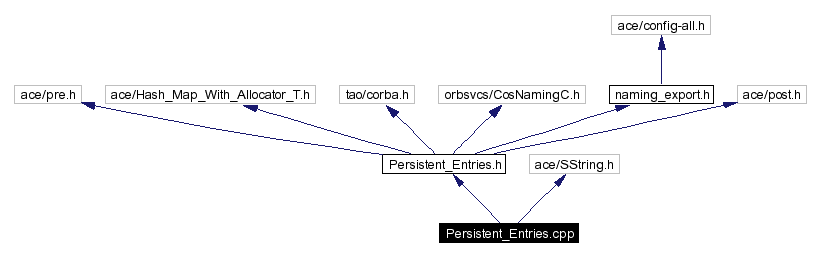 ace/config-all.h
ace/pre.h
ace/Hash_Map_With_Allocator_T.h
tao/corba.h
orbsvcs/CosNamingC.h
naming_export.h
ace/post.h
Persistent_Entries.h
ace/SString.h
Persistent_Entries.cpp